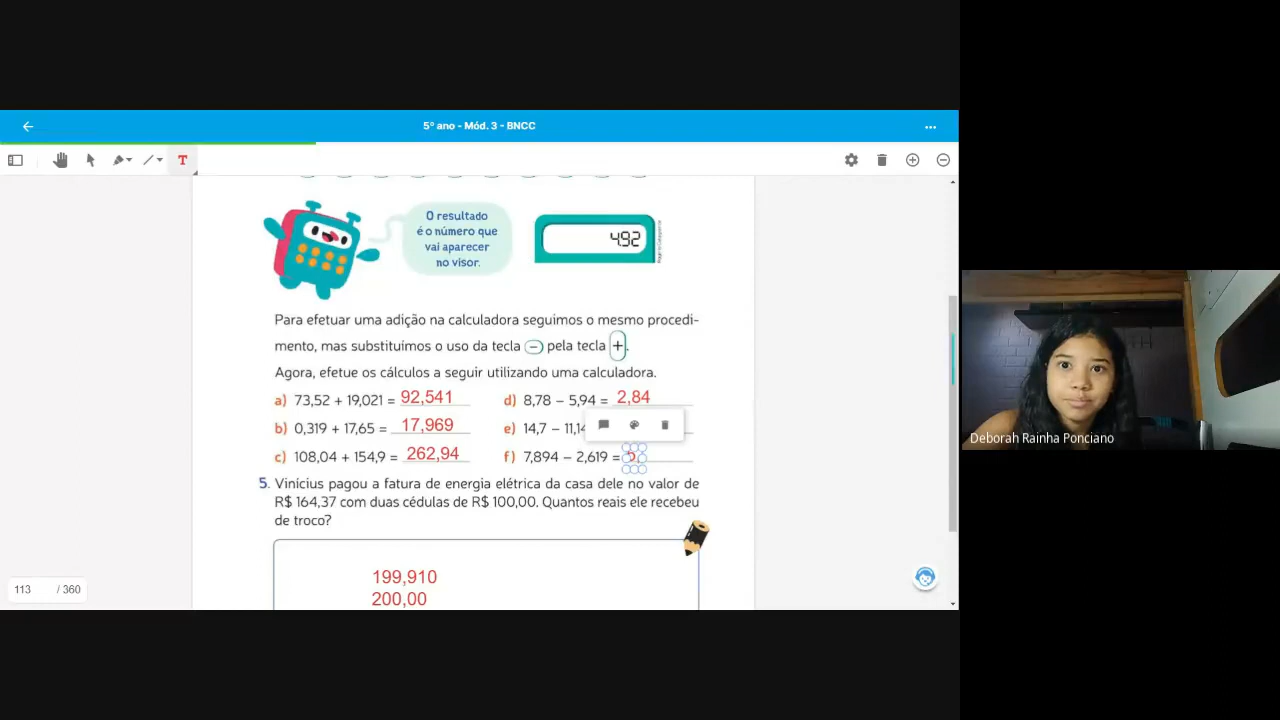 5º ano - Mód. 3 - BNCC
T
O resultado
é o número que
vai aparecer
no visor.
4.92
Para efetuar uma adição na calculadora seguimos o mesmo procedi-
mento, mas substituimos o uso da tecla − pela tecla +.
Agora, efetue os cálculos a seguir utilizando uma calculadora.
a) 73,52 + 19,021 = 92,541
b) 0,319 + 17,65 = 17,969
c) 108,04 + 154,9 = 262,94
d) 8,78 − 5,94 = 2,84
e) 14,7 − 11,14
f) 7,894 − 2,619 = 5,
5. Vinícius pagou a fatura de energia elétrica da casa dele no valor de
R$ 164,37 com duas cédulas de R$ 100,00. Quantos reais ele recebeu
de troco?
199,910
200,00
113 / 360
Deborah Rainha Ponciano